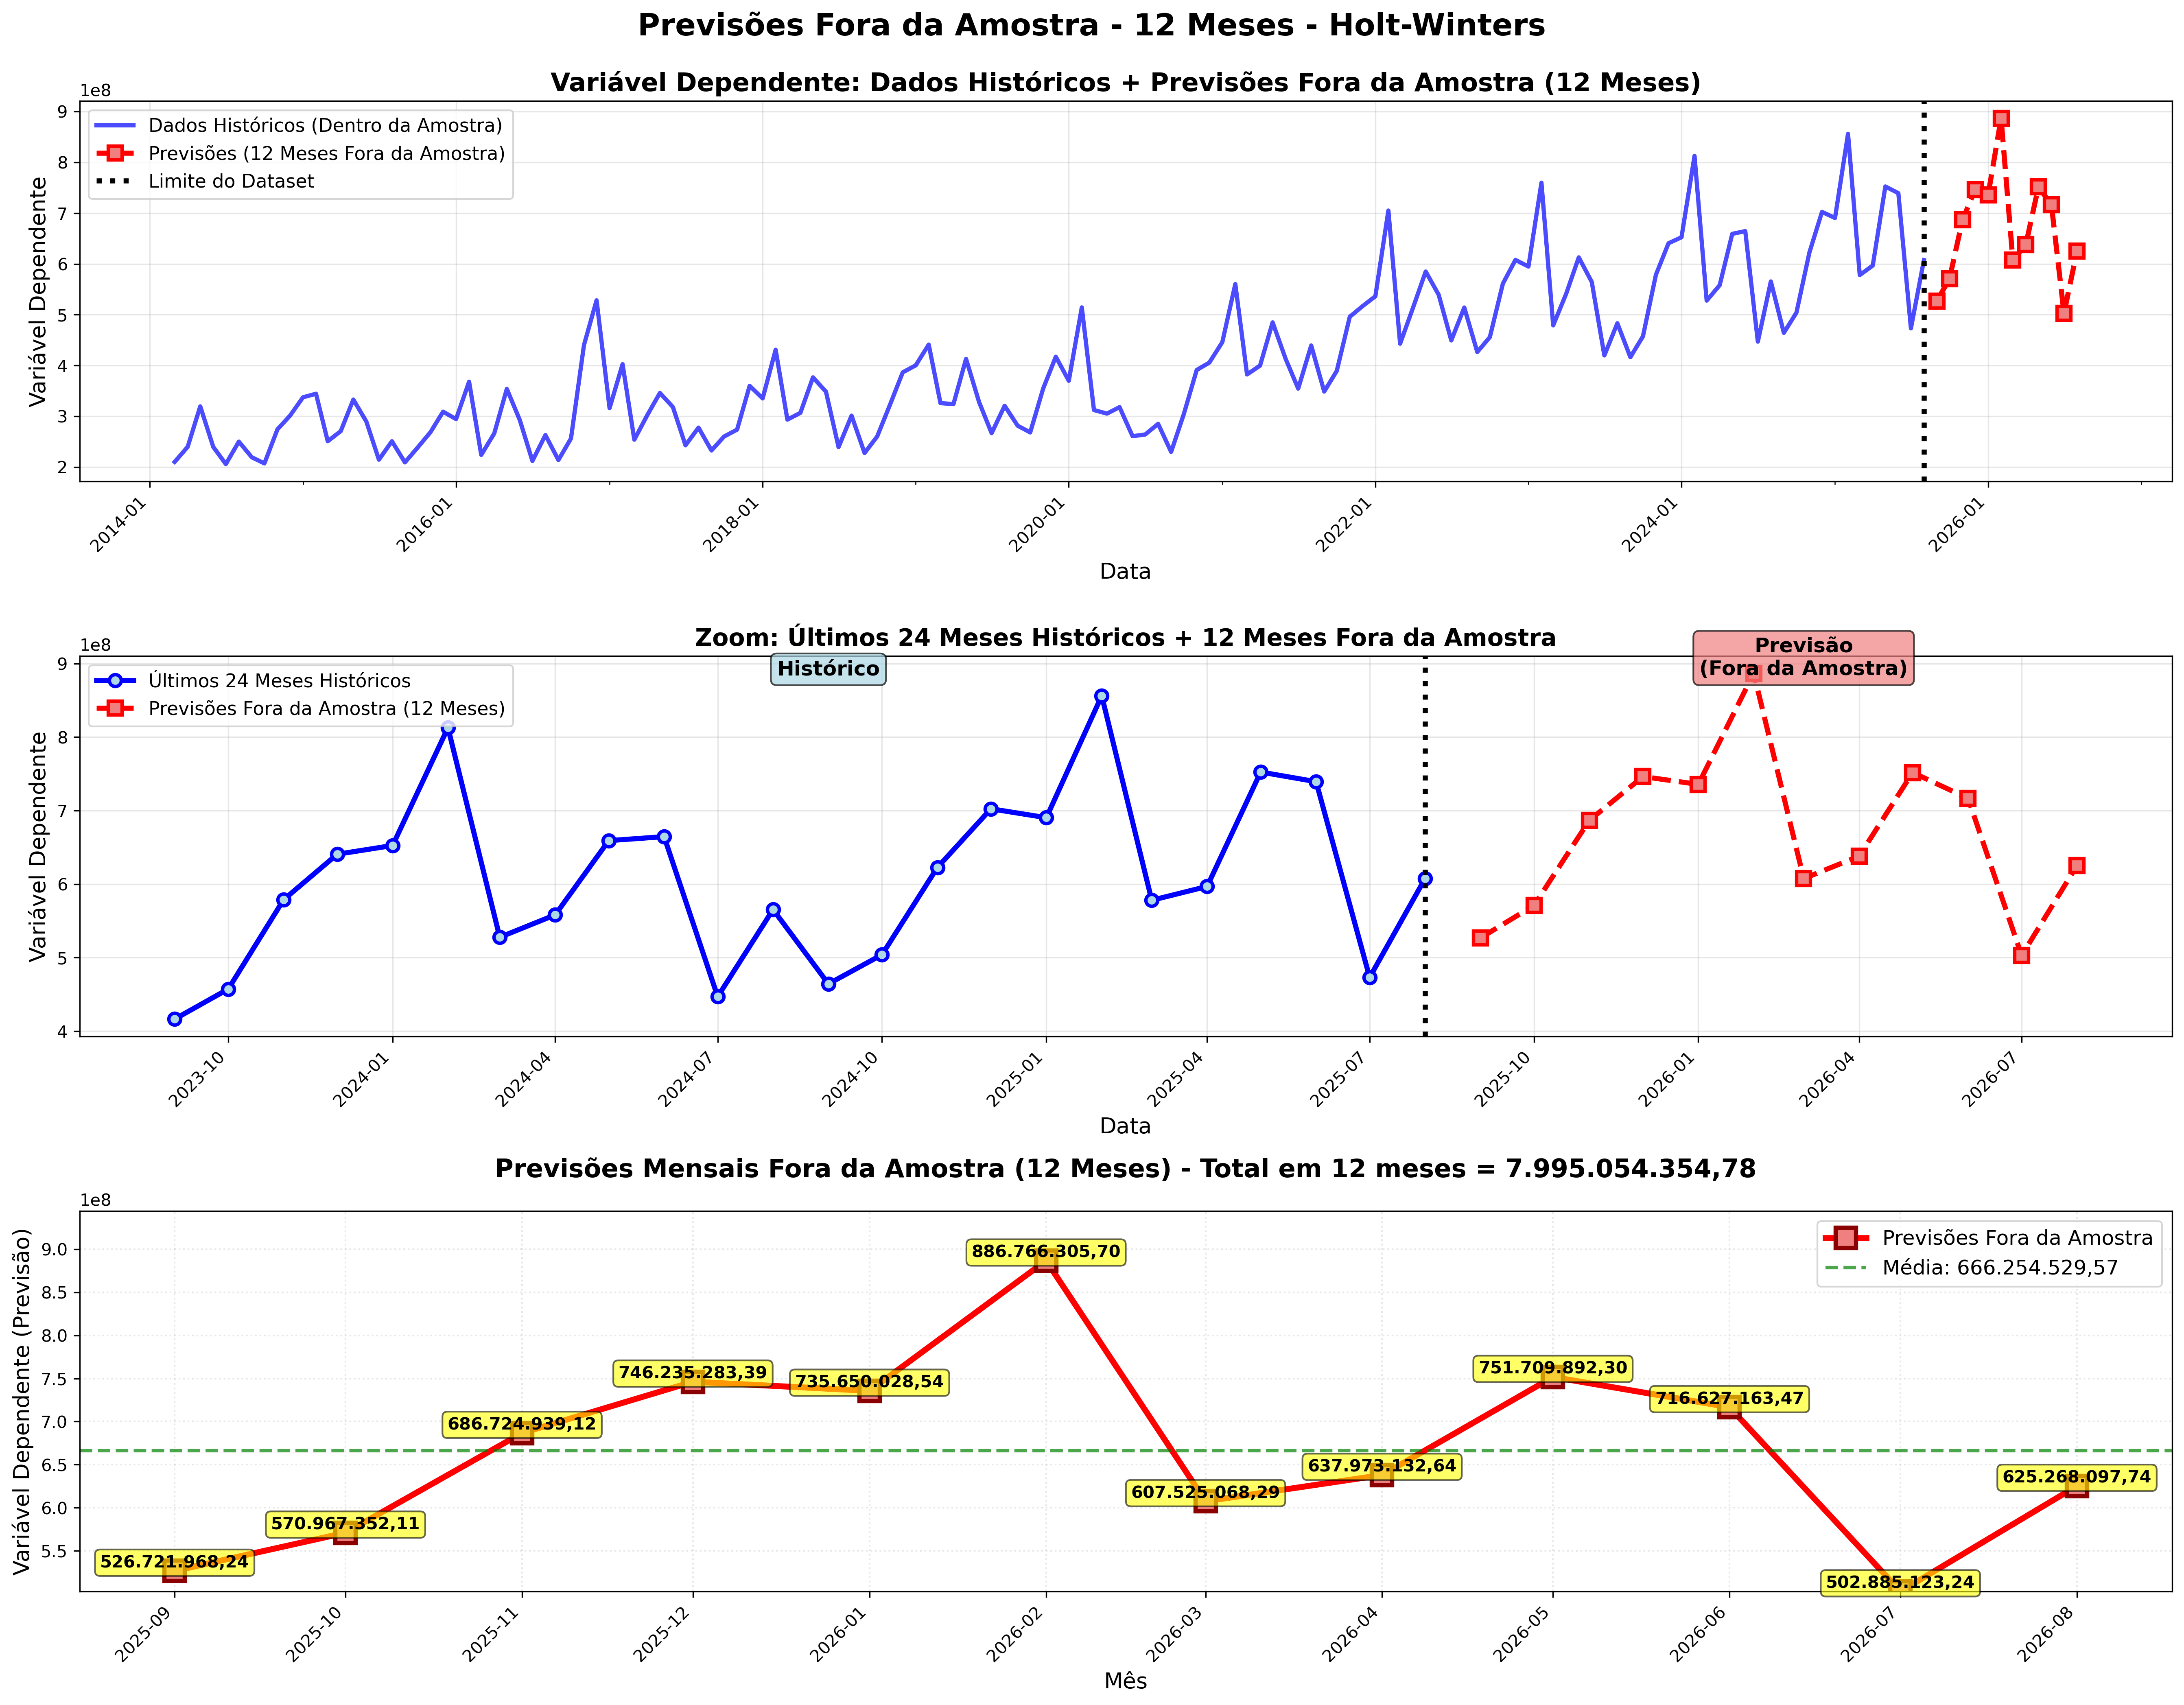 Previsões Fora da Amostra - 12 Meses - Holt-Winters
Variável Dependente: Dados Históricos + Previsões Fora da Amostra (12 Meses)
1e8
Dados Históricos (Dentro da Amostra)
Previsões (12 Meses Fora da Amostra)
Limite do Dataset
9
8
7
6
5
4
3
2
Variável Dependente
2014-01
2016-01
2018-01
2020-01
2022-01
2024-01
2026-01
Data
Zoom: Últimos 24 Meses Históricos + 12 Meses Fora da Amostra
1e8
Últimos 24 Meses Históricos
Previsões Fora da Amostra (12 Meses)
Histórico
Previsão
(Fora da Amostra)
9
8
7
6
5
4
Variável Dependente
2023-10
2024-01
2024-04
2024-07
2024-10
2025-01
2025-04
2025-07
2025-10
2026-01
2026-04
2026-07
Data
Previsões Mensais Fora da Amostra (12 Meses) - Total em 12 meses = 7.995.054.354,78
1e8
Previsões Fora da Amostra
Média: 666.254.529,57
9.0
8.5
8.0
7.5
7.0
6.5
6.0
5.5
Variável Dependente (Previsão)
526.721.968,24
570.967.352,11
686.724.939,12
746.235.283,39
735.650.028,54
886.766.305,70
607.525.068,29
637.973.132,64
751.709.892,30
716.627.163,47
502.885.123,24
625.268.097,74
2025-09
2025-10
2025-11
2025-12
2026-01
2026-02
2026-03
2026-04
2026-05
2026-06
2026-07
2026-08
Mês